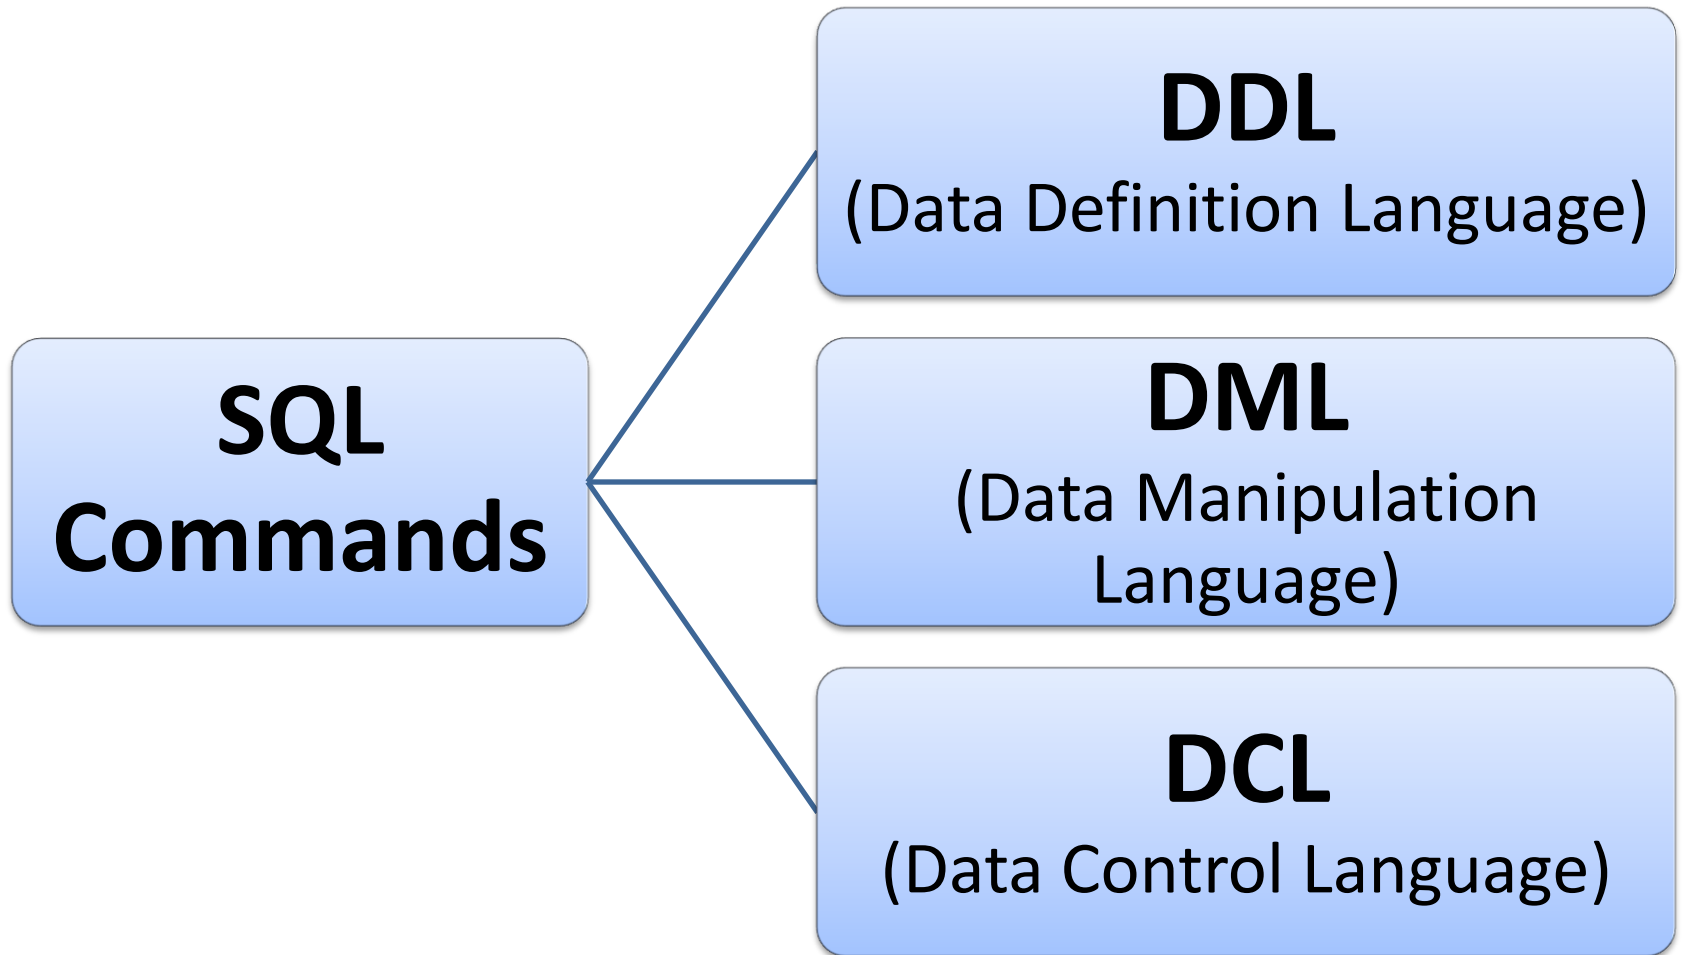 SQL
Commands
DDL
(Data Definition Language)
DML
(Data Manipulation
Language)
DCL
(Data Control Language)